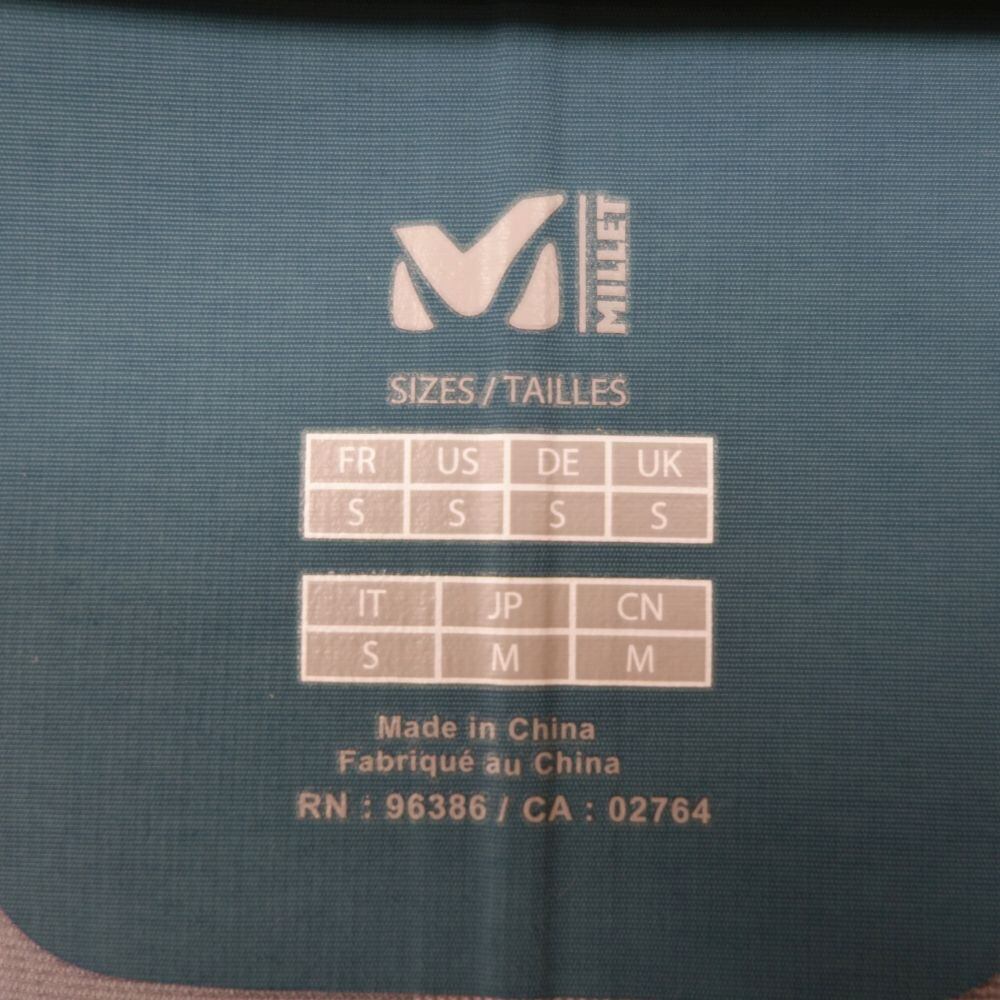 MILLET
SIZES / TAILLES
FR US DE UK
S S S S
IT JP CN
S M M
Made in China
Fabriqué au China
RN : 96386 / CA : 02764